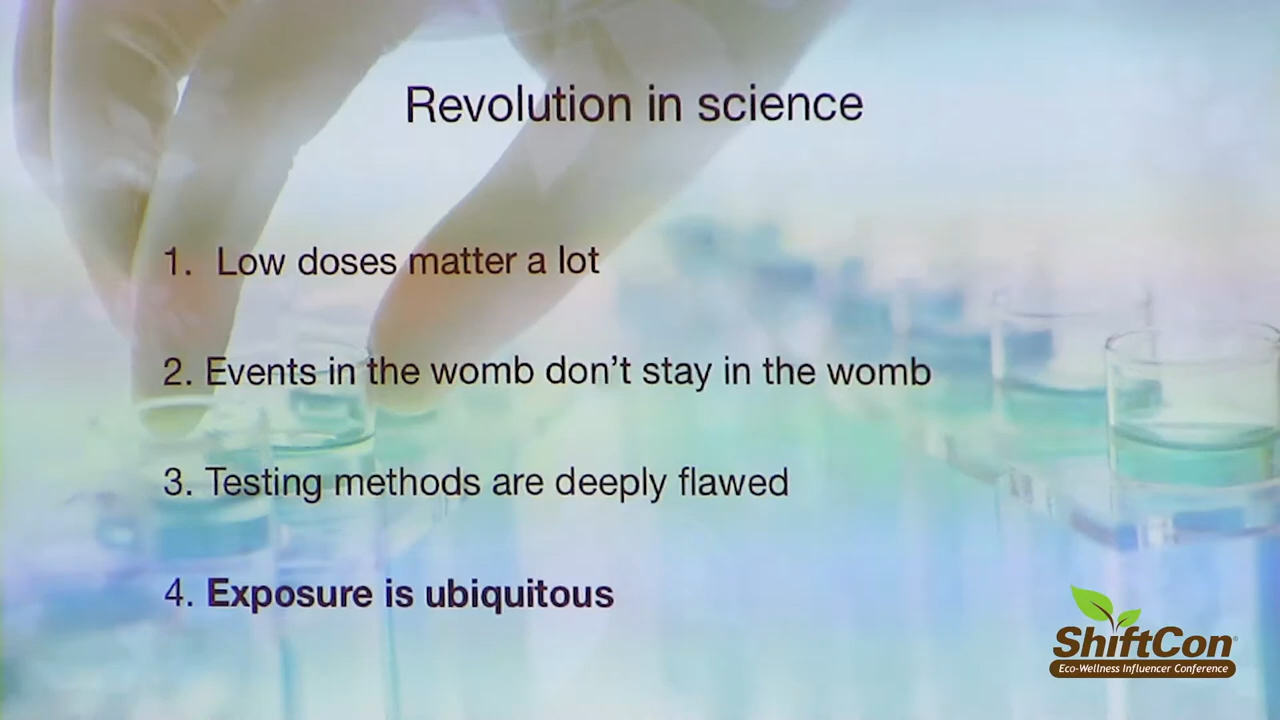 Revolution in science
1. Low doses matter a lot
2. Events in the womb don't stay in the womb
3. Testing methods are deeply flawed
4. Exposure is ubiquitous
ShiftCon®
Eco-Wellness Influencer Conference